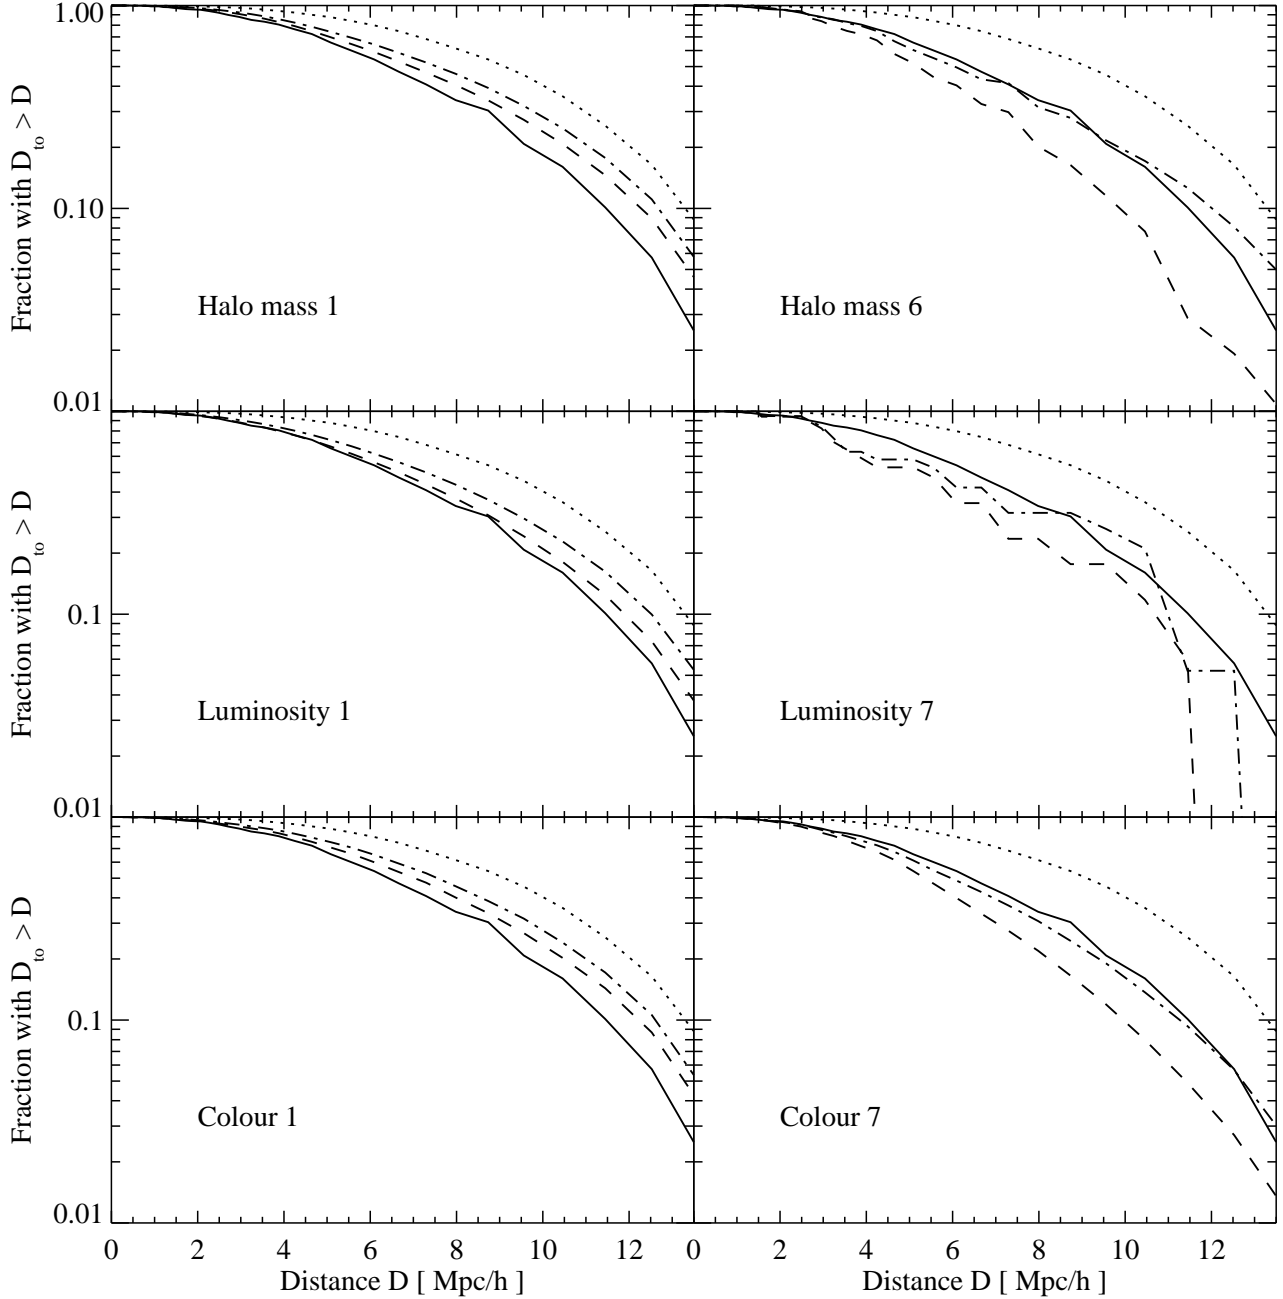 1.00
Fraction with D_to > D
0.10
Halo mass 1
Halo mass 6
0.01
Fraction with D_to > D
0.1
Luminosity 1
Luminosity 7
0.01
Fraction with D_to > D
0.1
Colour 1
Colour 7
0.01
0 2 4 6 8 10 12 0 2 4 6 8 10 12
Distance D [ Mpc/h ]
Distance D [ Mpc/h ]